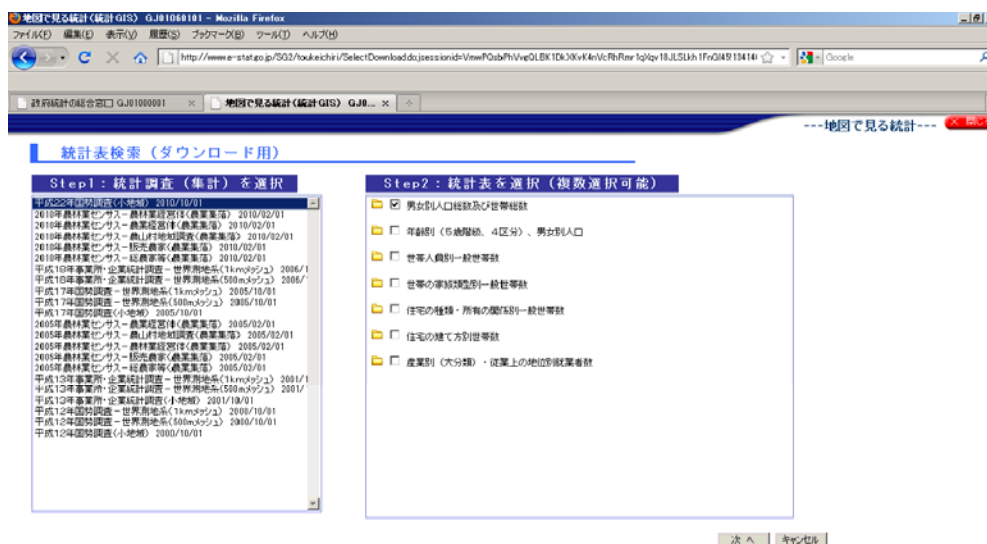 地図で見る統計(統計GIS) GJ01060101 - Mozilla Firefox
ファイル(F) 編集(E) 表示(V) 履歴(S) ブックマーク(B) ツール(T) ヘルプ(H)
Google
政府統計の総合窓口 GJ01000001 × 地図で見る統計(統計GIS) GJ0... ×
---地図で見る統計--- × 閉じ
統計表検索(ダウンロード用)
Step1:統計調査(集計)を選択
平成22年国勢調査(小地域) 2010/10/01
2010年農林業センサス-農林業経営体(農業集落) 2010/02/01
2010年農林業センサス-農業経営体(農業集落) 2010/02/01
2010年農林業センサス-農山村地域調査(農業集落) 2010/02/01
2010年農林業センサス-販売農家(農業集落) 2010/02/01
2010年農林業センサス-総農家等(農業集落) 2010/02/01
平成18年事業所・企業統計調査-世界測地系(1kmメッシュ) 2006/1
平成18年事業所・企業統計調査-世界測地系(500mメッシュ) 2006/
平成17年国勢調査-世界測地系(1kmメッシュ) 2005/10/01
平成17年国勢調査-世界測地系(500mメッシュ) 2005/10/01
平成17年国勢調査(小地域) 2005/10/01
2005年農林業センサス-農業経営体(農業集落) 2005/02/01
2005年農林業センサス-農山村地域調査(農業集落) 2005/02/01
2005年農林業センサス-農林業経営体(農業集落) 2005/02/01
2005年農林業センサス-販売農家(農業集落) 2005/02/01
2005年農林業センサス-総農家等(農業集落) 2005/02/01
平成13年事業所・企業統計調査-世界測地系(1kmメッシュ) 2001/1
平成13年事業所・企業統計調査-世界測地系(500mメッシュ) 2001/
平成13年事業所・企業統計調査(小地域) 2001/10/01
平成12年国勢調査-世界測地系(1kmメッシュ) 2000/10/01
平成12年国勢調査-世界測地系(500mメッシュ) 2000/10/01
平成12年国勢調査(小地域) 2000/10/01
Step2:統計表を選択(複数選択可能)
男女別人口総数及び世帯総数
年齢別(5歳階級、4区分)、男女別人口
世帯人員別一般世帯数
世帯の家族類型別一般世帯数
住宅の種類・所有の関係別一般世帯数
住宅の建て方別世帯数
産業別(大分類)・従業上の地位別就業者数
次へ キャンセル